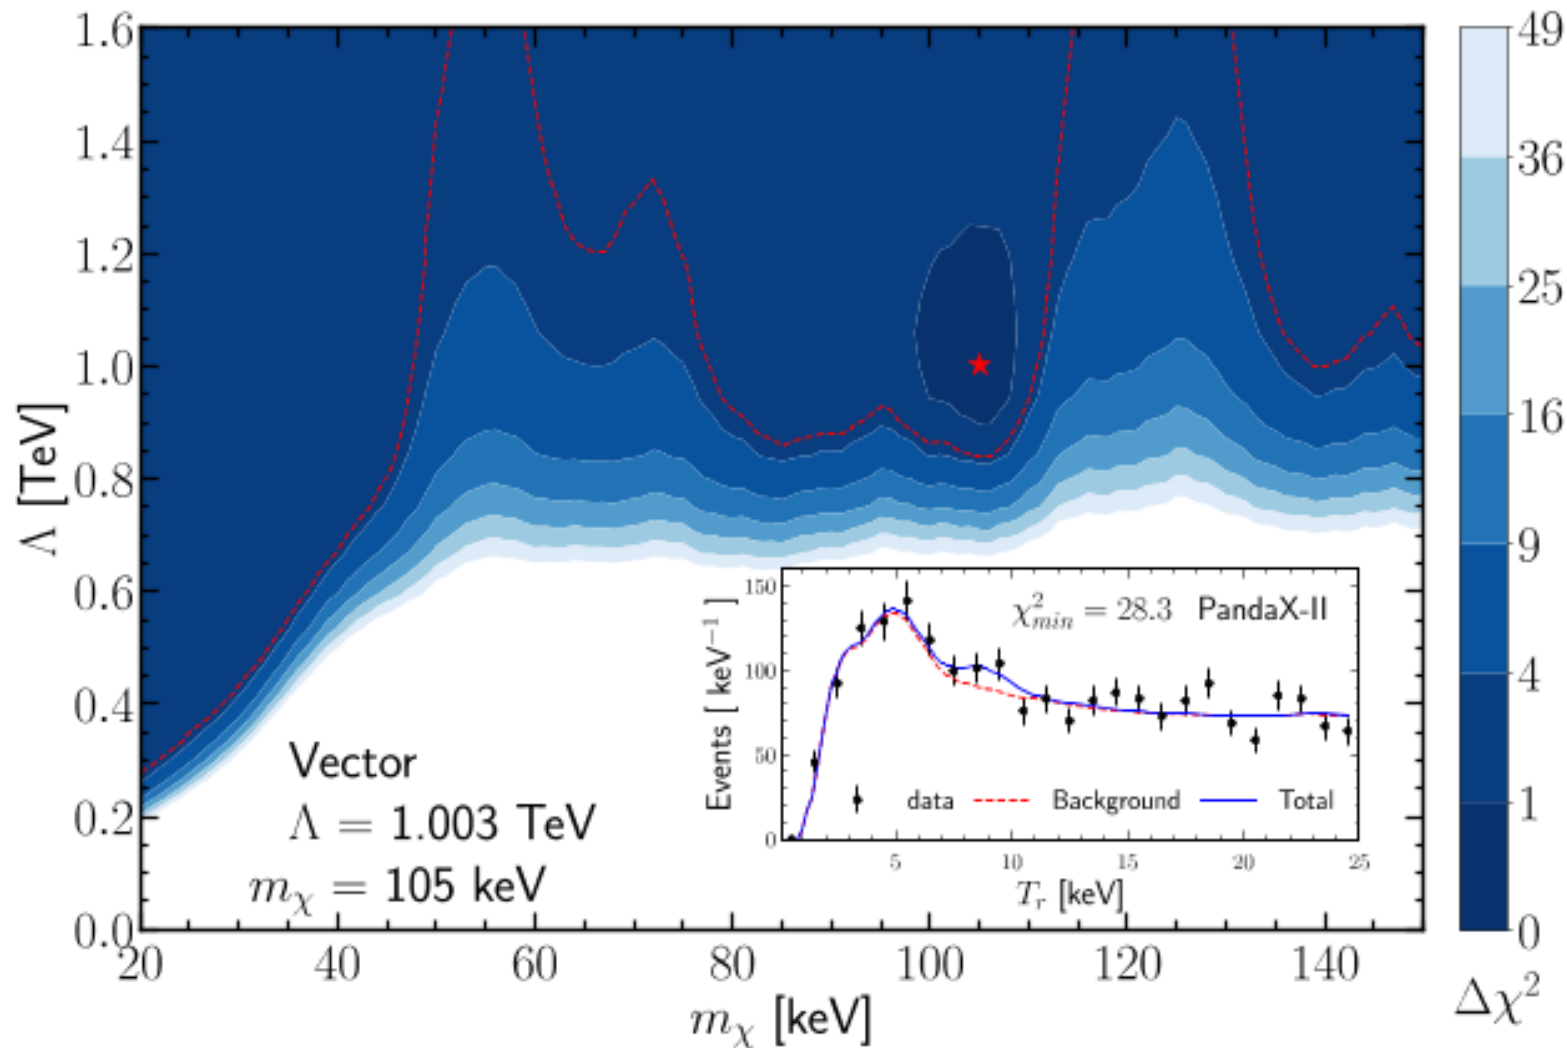 1.6
1.4
1.2
1.0
0.8
0.6
0.4
0.2
0.0
Λ [TeV]
20 40 60 80 100 120 140
m_χ [keV]
Vector
Λ = 1.003 TeV
m_χ = 105 keV
150
100
50
0
Events [ keV⁻¹ ]
χ²_min = 28.3 PandaX-II
data Background Total
5 10 15 20 25
T_r [keV]
49
36
25
16
9
4
1
0
Δχ²